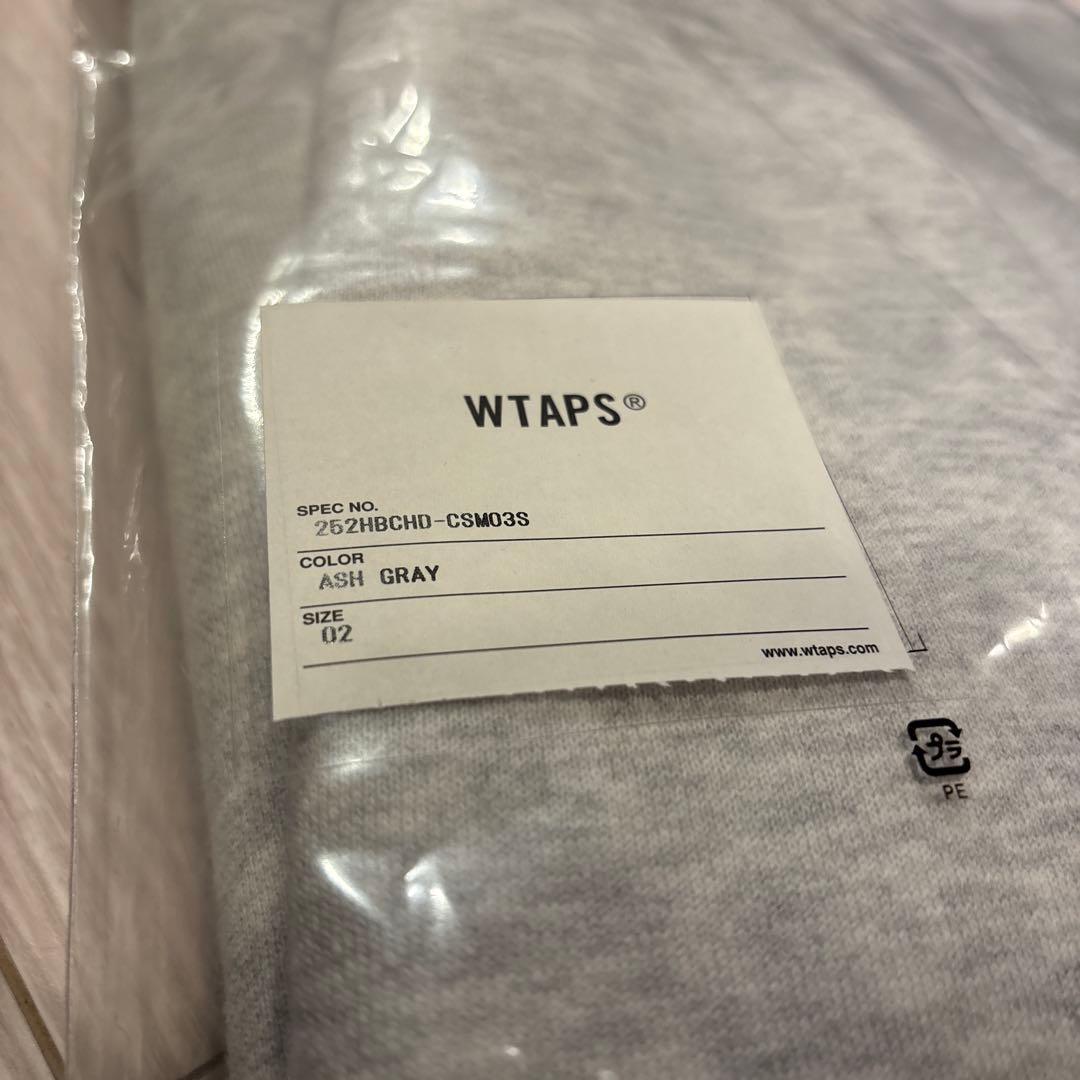 WTAPS®
SPEC NO.
252HBCHD-CSM03S
COLOR
ASH GRAY
SIZE
02
www.wtaps.com
プラ
PE